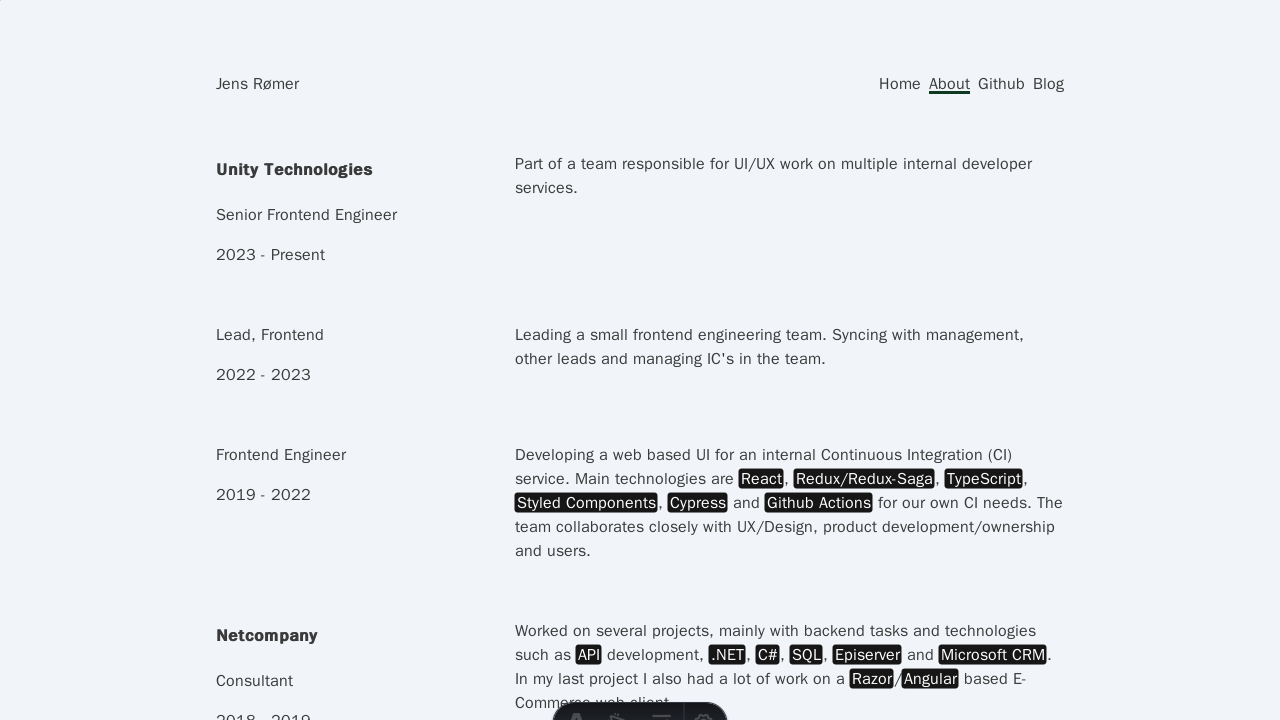 Jens Rømer
Home About Github Blog
Unity Technologies
Senior Frontend Engineer
2023 - Present
Part of a team responsible for UI/UX work on multiple internal developer
services.
Lead, Frontend
2022 - 2023
Leading a small frontend engineering team. Syncing with management,
other leads and managing IC's in the team.
Frontend Engineer
2019 - 2022
Developing a web based UI for an internal Continuous Integration (CI)
service. Main technologies are React, Redux/Redux-Saga, TypeScript,
Styled Components, Cypress and Github Actions for our own CI needs. The
team collaborates closely with UX/Design, product development/ownership
and users.
Netcompany
Consultant
2018 - 2019
Worked on several projects, mainly with backend tasks and technologies
such as API development, .NET, C#, SQL, Episerver and Microsoft CRM.
In my last project I also had a lot of work on a Razor/Angular based E-
Commerce web client.